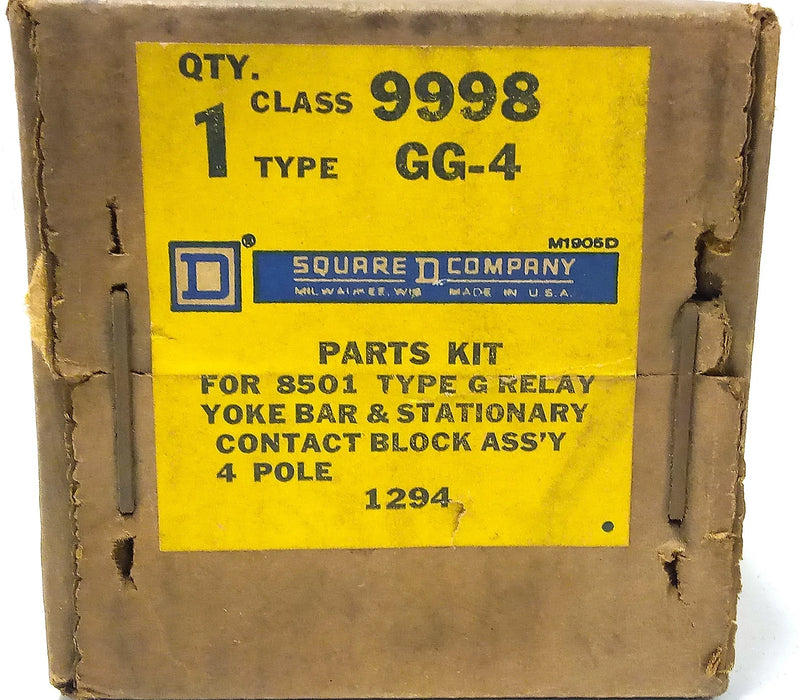 QTY.
1
CLASS 9998
TYPE GG-4
M1905D
D ®
SQUARE D COMPANY
MILWAUKEE, WIS MADE IN U.S.A.
PARTS KIT
FOR 8501 TYPE G RELAY
YOKE BAR & STATIONARY
CONTACT BLOCK ASS'Y
4 POLE
1294